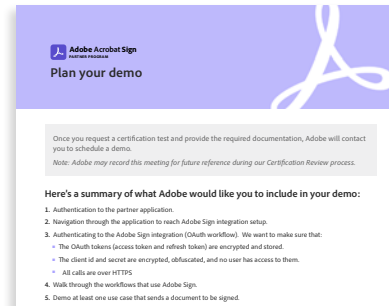 Adobe Acrobat Sign
PARTNER PROGRAM
Plan your demo
Once you request a certification test and provide the required documentation, Adobe will contact
you to schedule a demo.
Note: Adobe may record this meeting for future reference during our Certification Review process.
Here's a summary of what Adobe would like you to include in your demo:
1. Authentication to the partner application.
2. Navigation through the application to reach Adobe Sign integration setup.
3. Authenticating to the Adobe Sign integration (OAuth workflow). We want to make sure that:
• The OAuth tokens (access token and refresh token) are encrypted and stored.
• The client id and secret are encrypted, obfuscated, and no user has access to them.
• All calls are over HTTPS
4. Walk through the workflows that use Adobe Sign.
5. Demo at least one use case that sends a document to be signed.